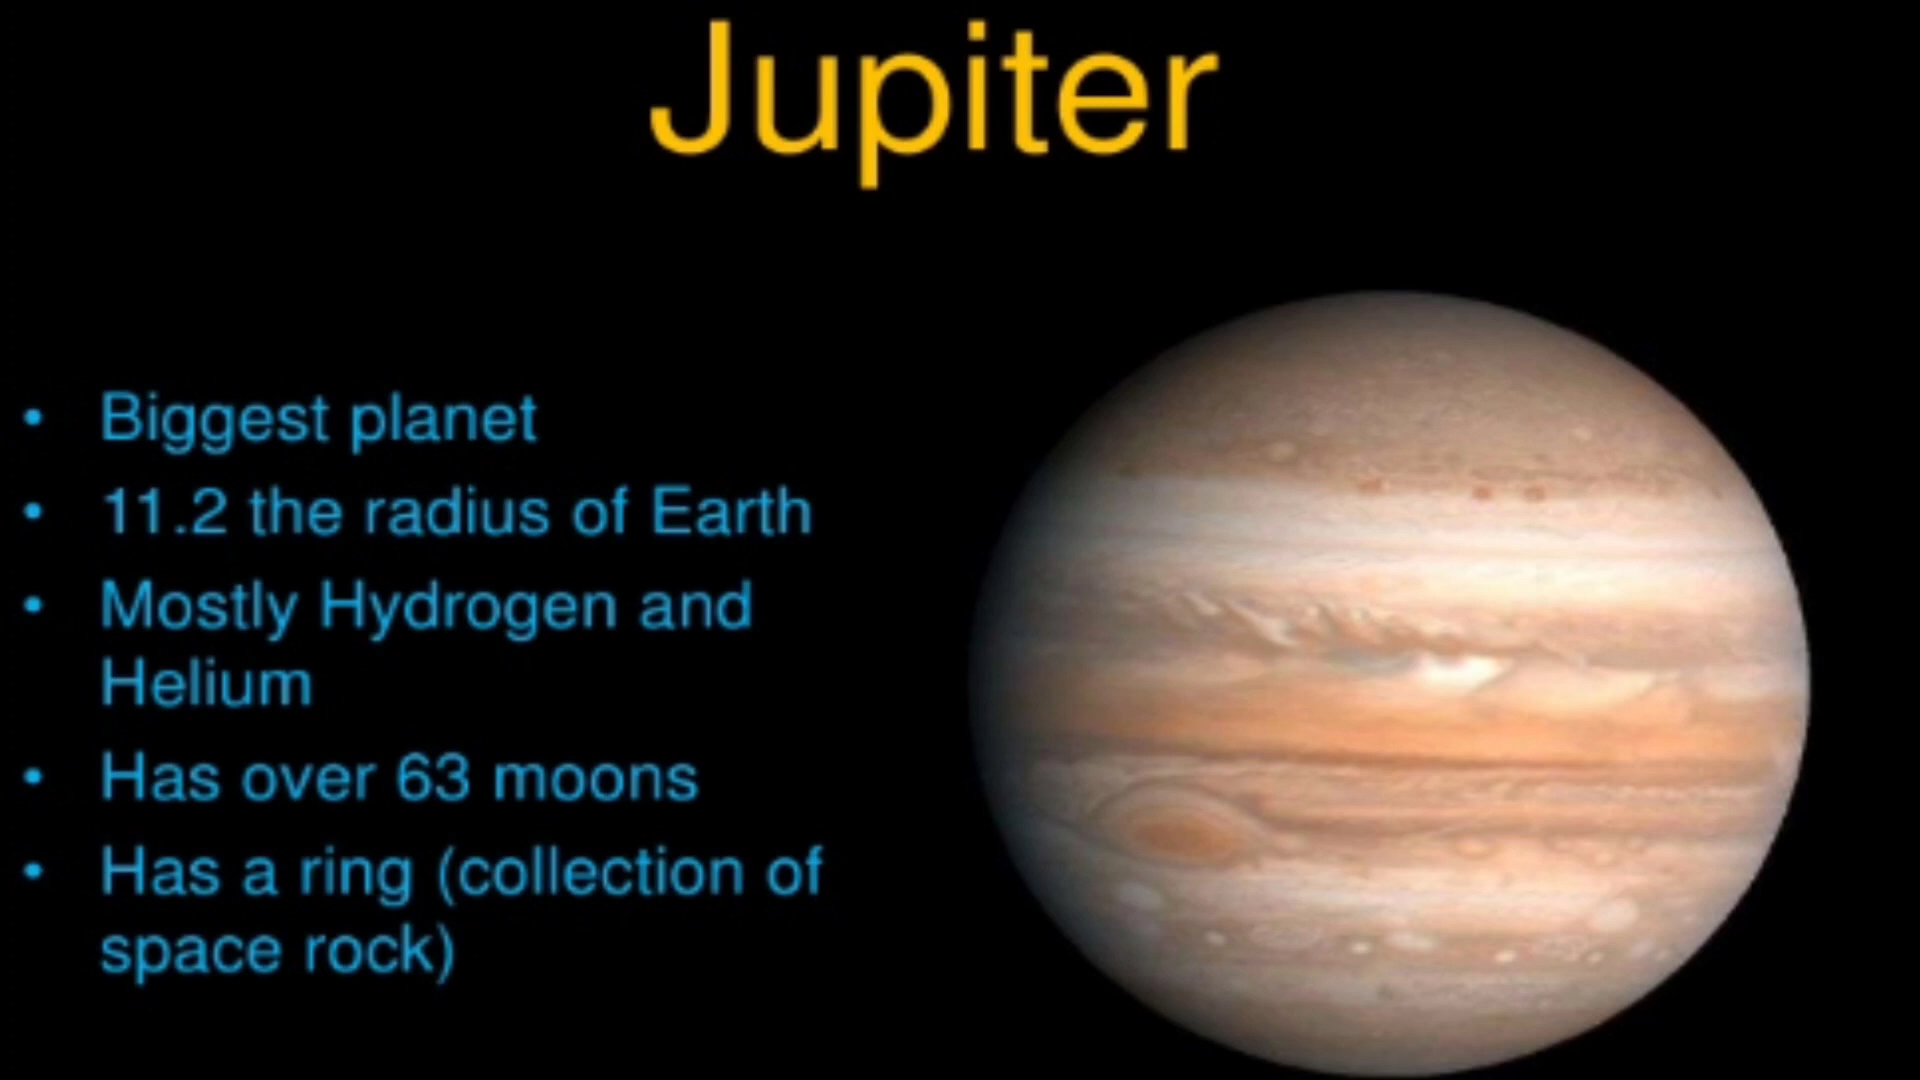 Jupiter
• Biggest planet
• 11.2 the radius of Earth
• Mostly Hydrogen and
Helium
• Has over 63 moons
• Has a ring (collection of
space rock)